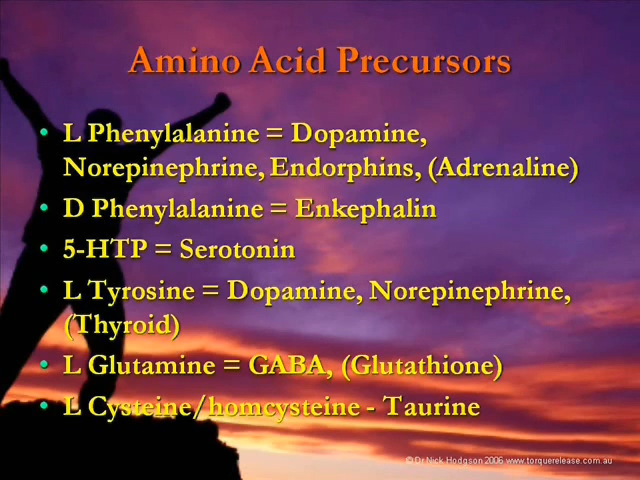 Amino Acid Precursors
• L Phenylalanine = Dopamine,
Norepinephrine, Endorphins, (Adrenaline)
• D Phenylalanine = Enkephalin
• 5-HTP = Serotonin
• L Tyrosine = Dopamine, Norepinephrine,
(Thyroid)
• L Glutamine = GABA, (Glutathione)
• L Cysteine/homcysteine - Taurine
© Dr Nick Hodgson 2006 www.torquerelease.com.au